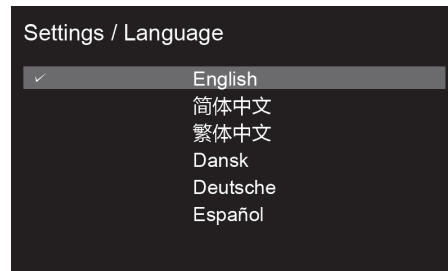 Settings / Language
✓ English
简体中文
繁体中文
Dansk
Deutsche
Español